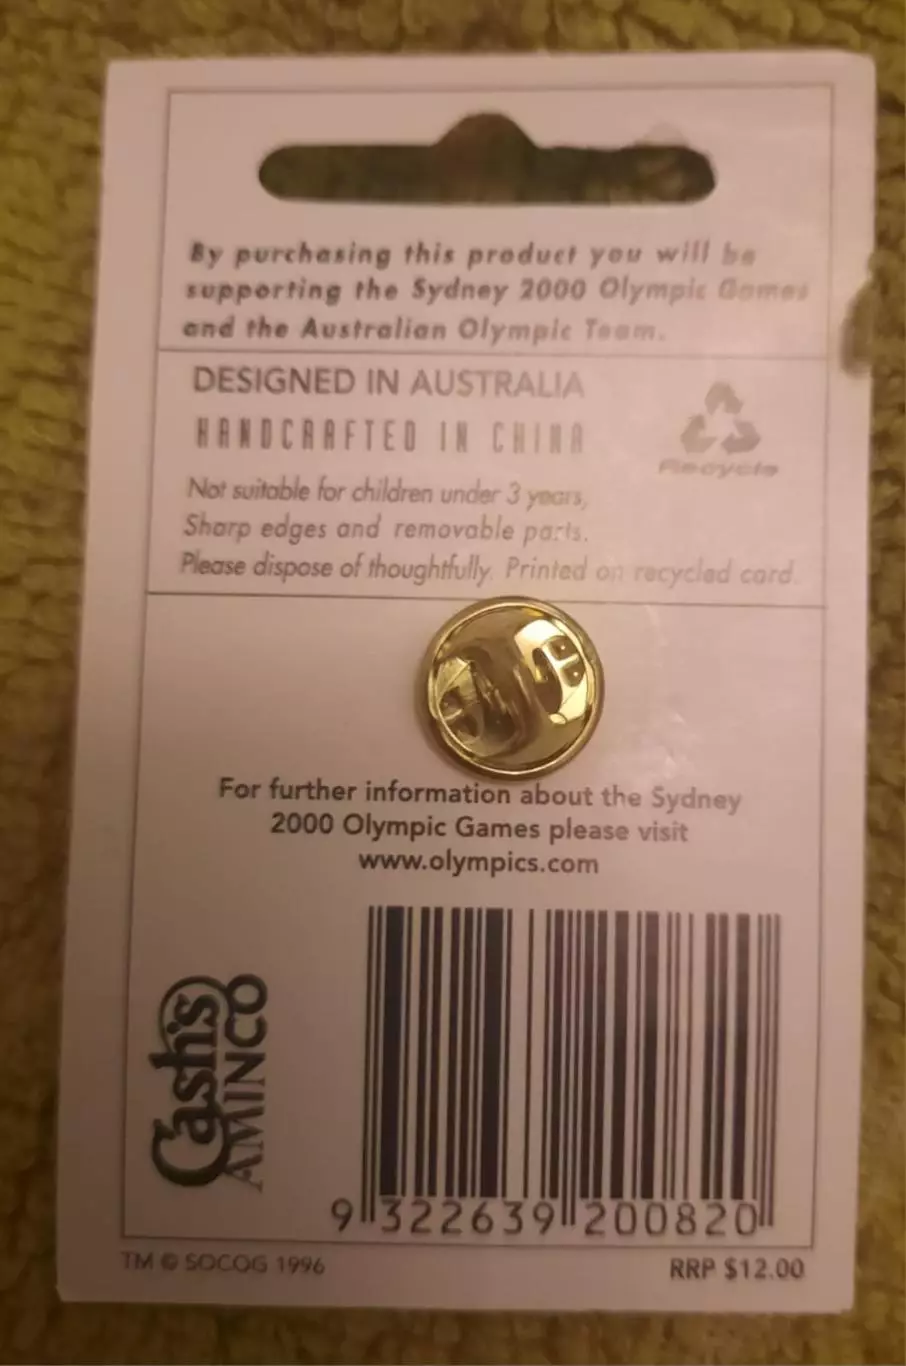 By purchasing this product you will be
supporting the Sydney 2000 Olympic Games
and the Australian Olympic Team.
DESIGNED IN AUSTRALIA
HANDCRAFTED IN CHINA
Recycle
Not suitable for children under 3 years,
Sharp edges and removable parts.
Please dispose of thoughtfully. Printed on recycled card.
For further information about the Sydney
2000 Olympic Games please visit
www.olympics.com
Cash's
AMINCO
9 322639 200820
TM © SOCOG 1996
RRP $12.00